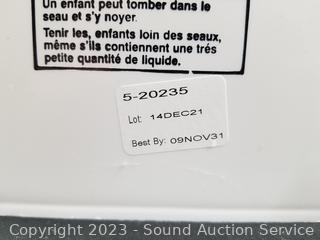 Un enfant peut tomber dans le
seau et s'y noyer.
Tenir les, enfants loin des seaux,
même s'ils contiennent une trés
petite quantité de liquide.
5-20235
Lot: 14DEC21
Best By: 09NOV31
Copyright 2023 - Sound Auction Service